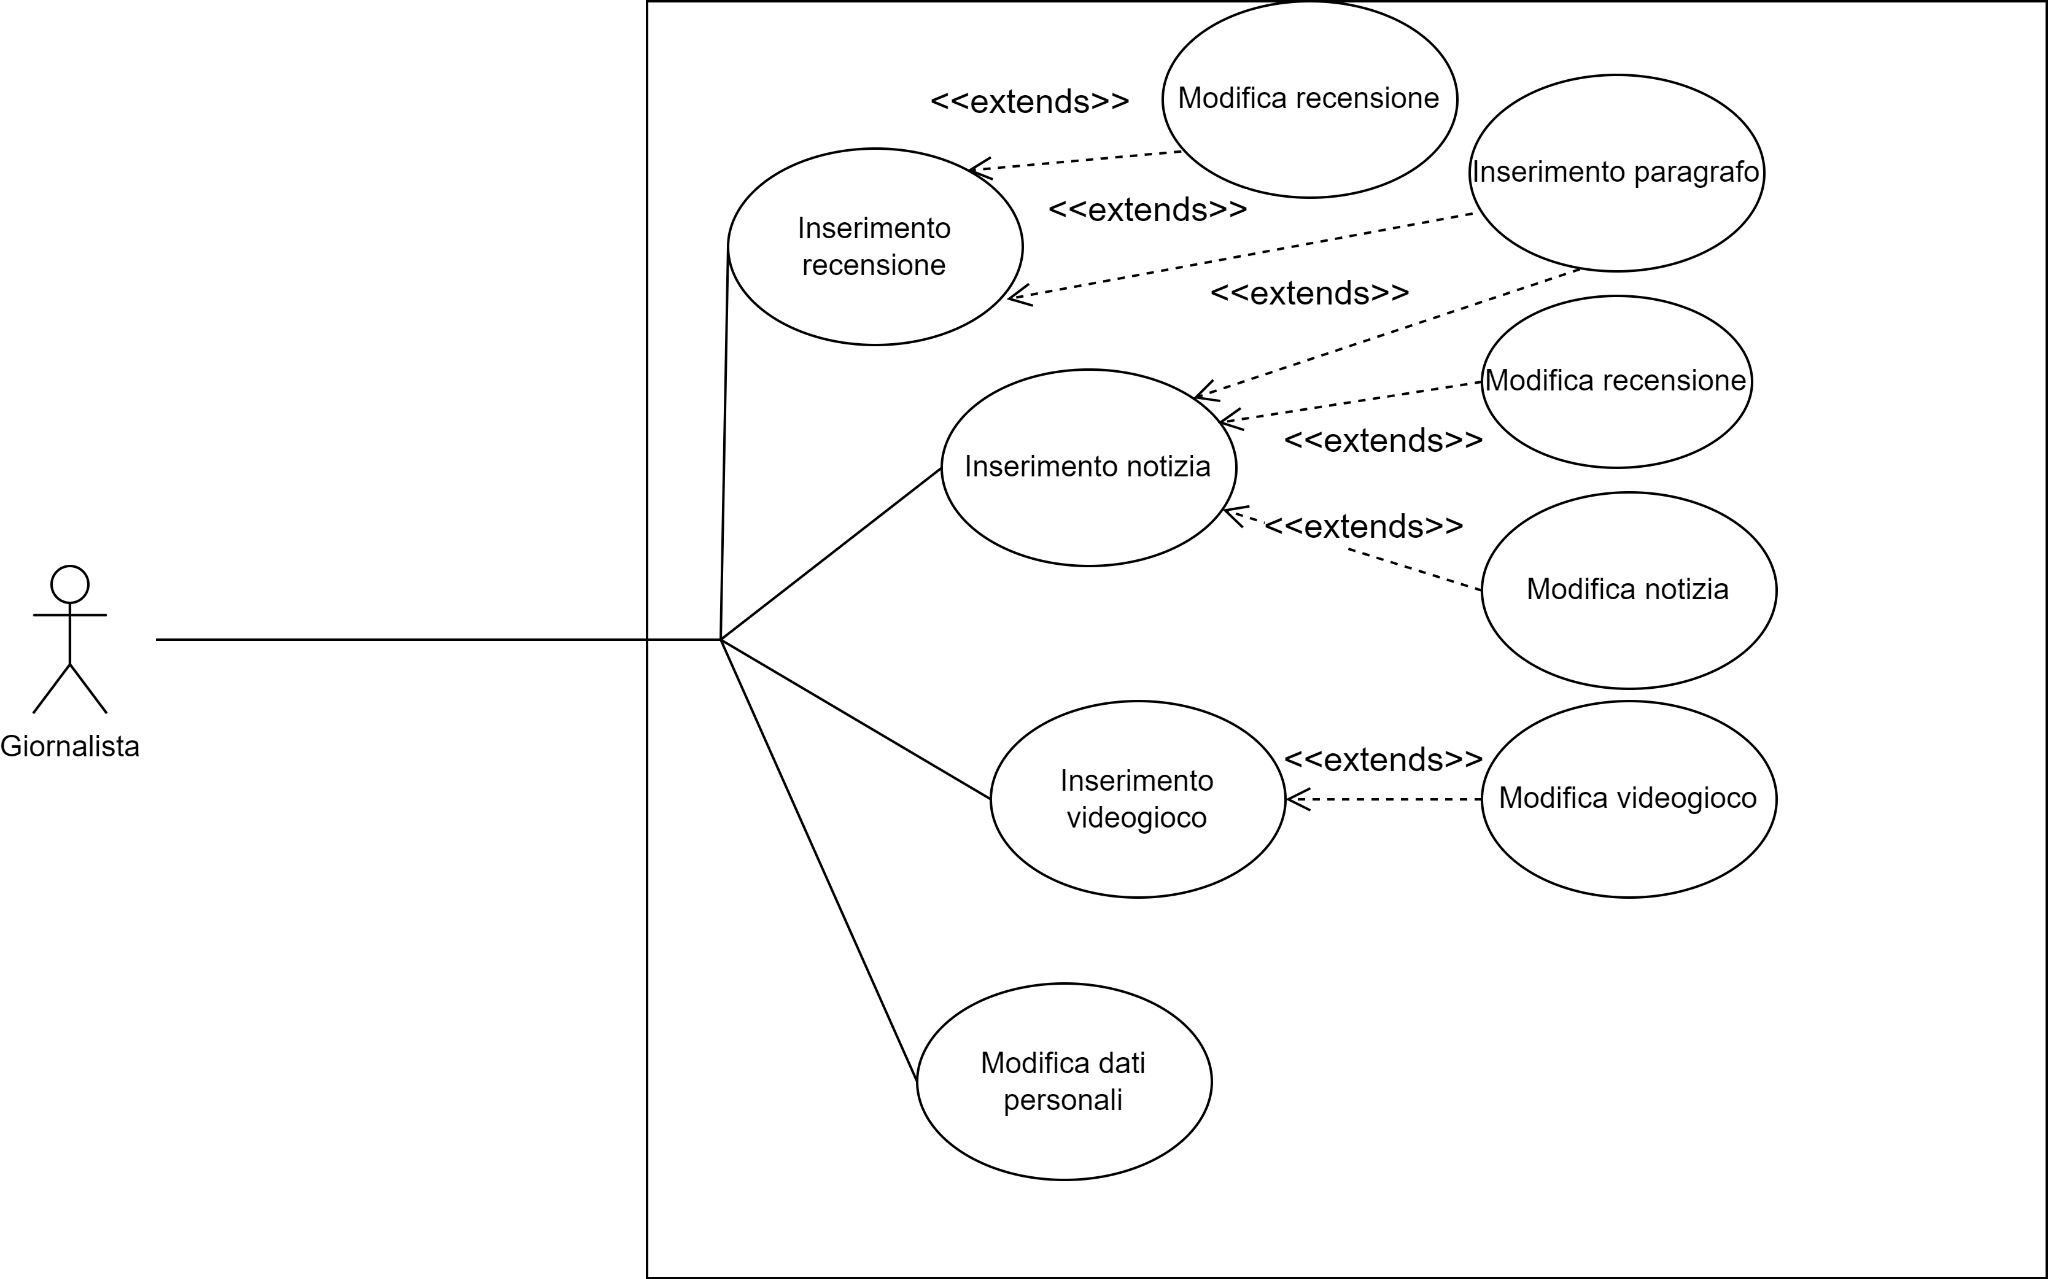 Modifica recensione
<<extends>>
Inserimento paragrafo
<<extends>>
Inserimento
recensione
<<extends>>
Modifica recensione
<<extends>>
Inserimento notizia
<<extends>>
Modifica notizia
Giornalista
<<extends>>
Inserimento
videogioco
Modifica videogioco
Modifica dati
personali